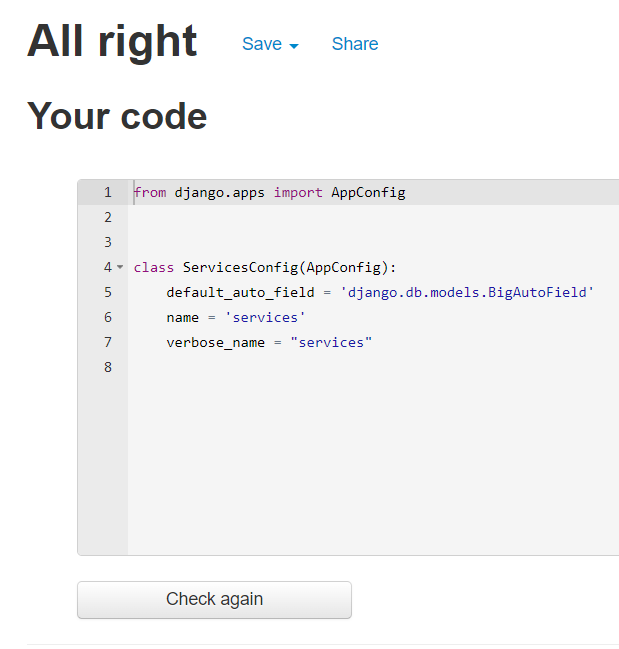 All right Save Share
Your code
1 from django.apps import AppConfig
2
3
4 class ServicesConfig(AppConfig):
5     default_auto_field = 'django.db.models.BigAutoField'
6     name = 'services'
7     verbose_name = "services"
8
Check again